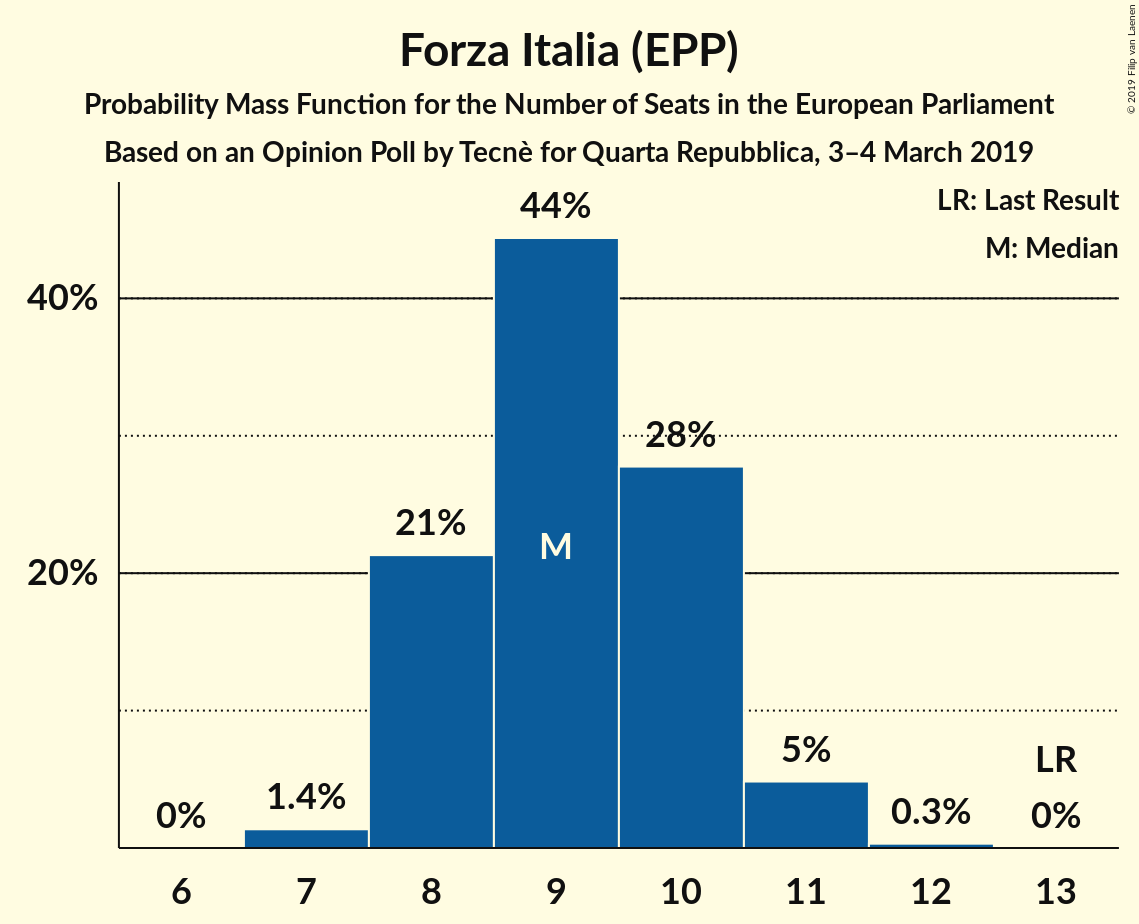 Forza Italia (EPP)
Probability Mass Function for the Number of Seats in the European Parliament
Based on an Opinion Poll by Tecnè for Quarta Repubblica, 3–4 March 2019
© 2019 Filip van Laenen
LR: Last Result
M: Median
44%
40%
28%
21%
M
20%
5%
LR
1.4%
0.3%
0%
0%
6 7 8 9 10 11 12 13